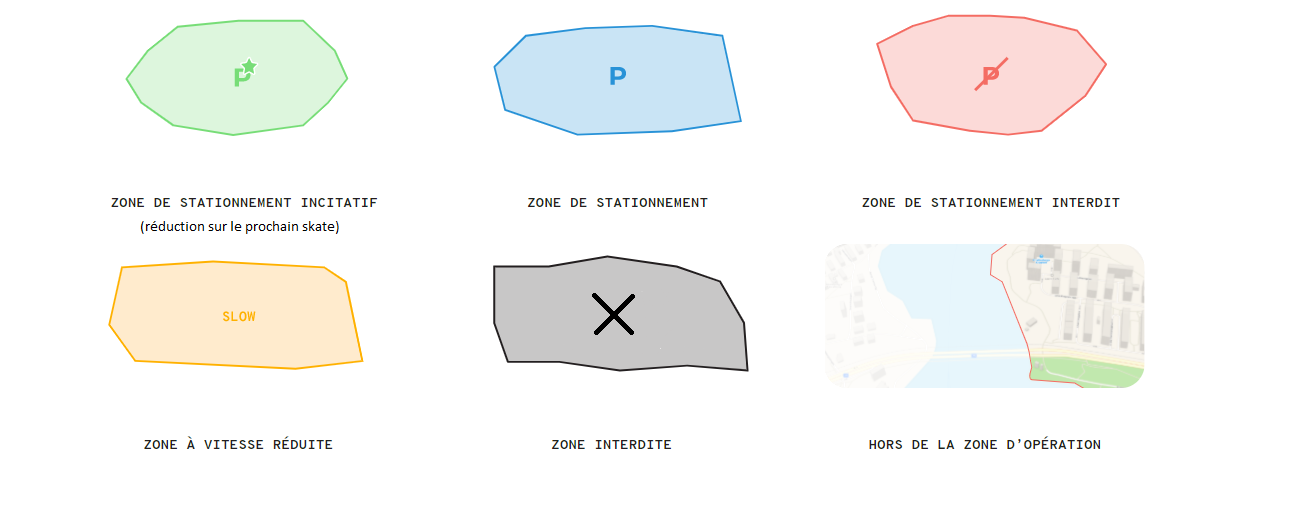 P
P
P
ZONE DE STATIONNEMENT INCITATIF
ZONE DE STATIONNEMENT
ZONE DE STATIONNEMENT INTERDIT
(réduction sur le prochain skate)
SLOW
ZONE À VITESSE RÉDUITE
ZONE INTERDITE
HORS DE LA ZONE D'OPÉRATION